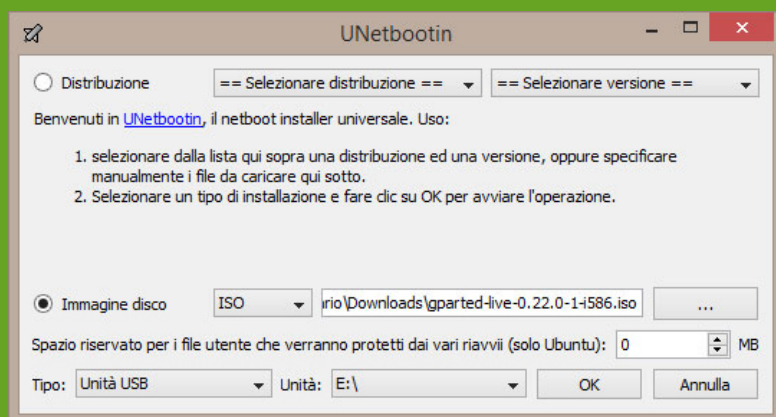 UNetbootin
Distribuzione == Selezionare distribuzione == == Selezionare versione ==
Benvenuti in UNetbootin, il netboot installer universale. Uso:
1. selezionare dalla lista qui sopra una distribuzione ed una versione, oppure specificare
manualmente i file da caricare qui sotto.
2. Selezionare un tipo di installazione e fare clic su OK per avviare l'operazione.
Immagine disco ISO rio\Downloads\gparted-live-0.22.0-1-i586.iso ...
Spazio riservato per i file utente che verranno protetti dai vari riavvii (solo Ubuntu): 0 MB
Tipo: Unità USB Unità: E:\ OK Annulla